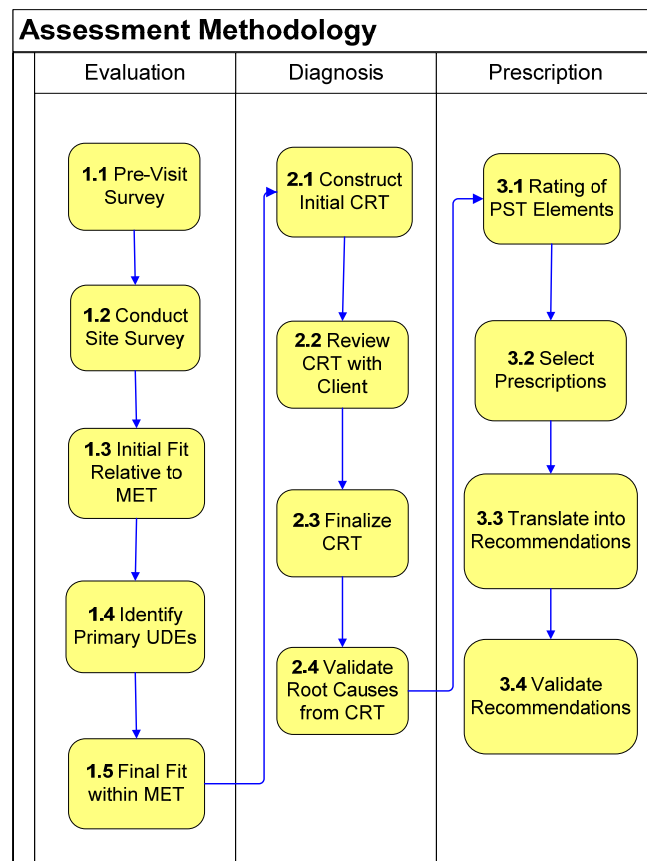 Assessment Methodology
Evaluation
Diagnosis
Prescription
1.1 Pre-Visit
Survey
1.2 Conduct
Site Survey
1.3 Initial Fit
Relative to
MET
1.4 Identify
Primary UDEs
1.5 Final Fit
within MET
2.1 Construct
Initial CRT
2.2 Review
CRT with
Client
2.3 Finalize
CRT
2.4 Validate
Root Causes
from CRT
3.1 Rating of
PST Elements
3.2 Select
Prescriptions
3.3 Translate into
Recommendations
3.4 Validate
Recommendations